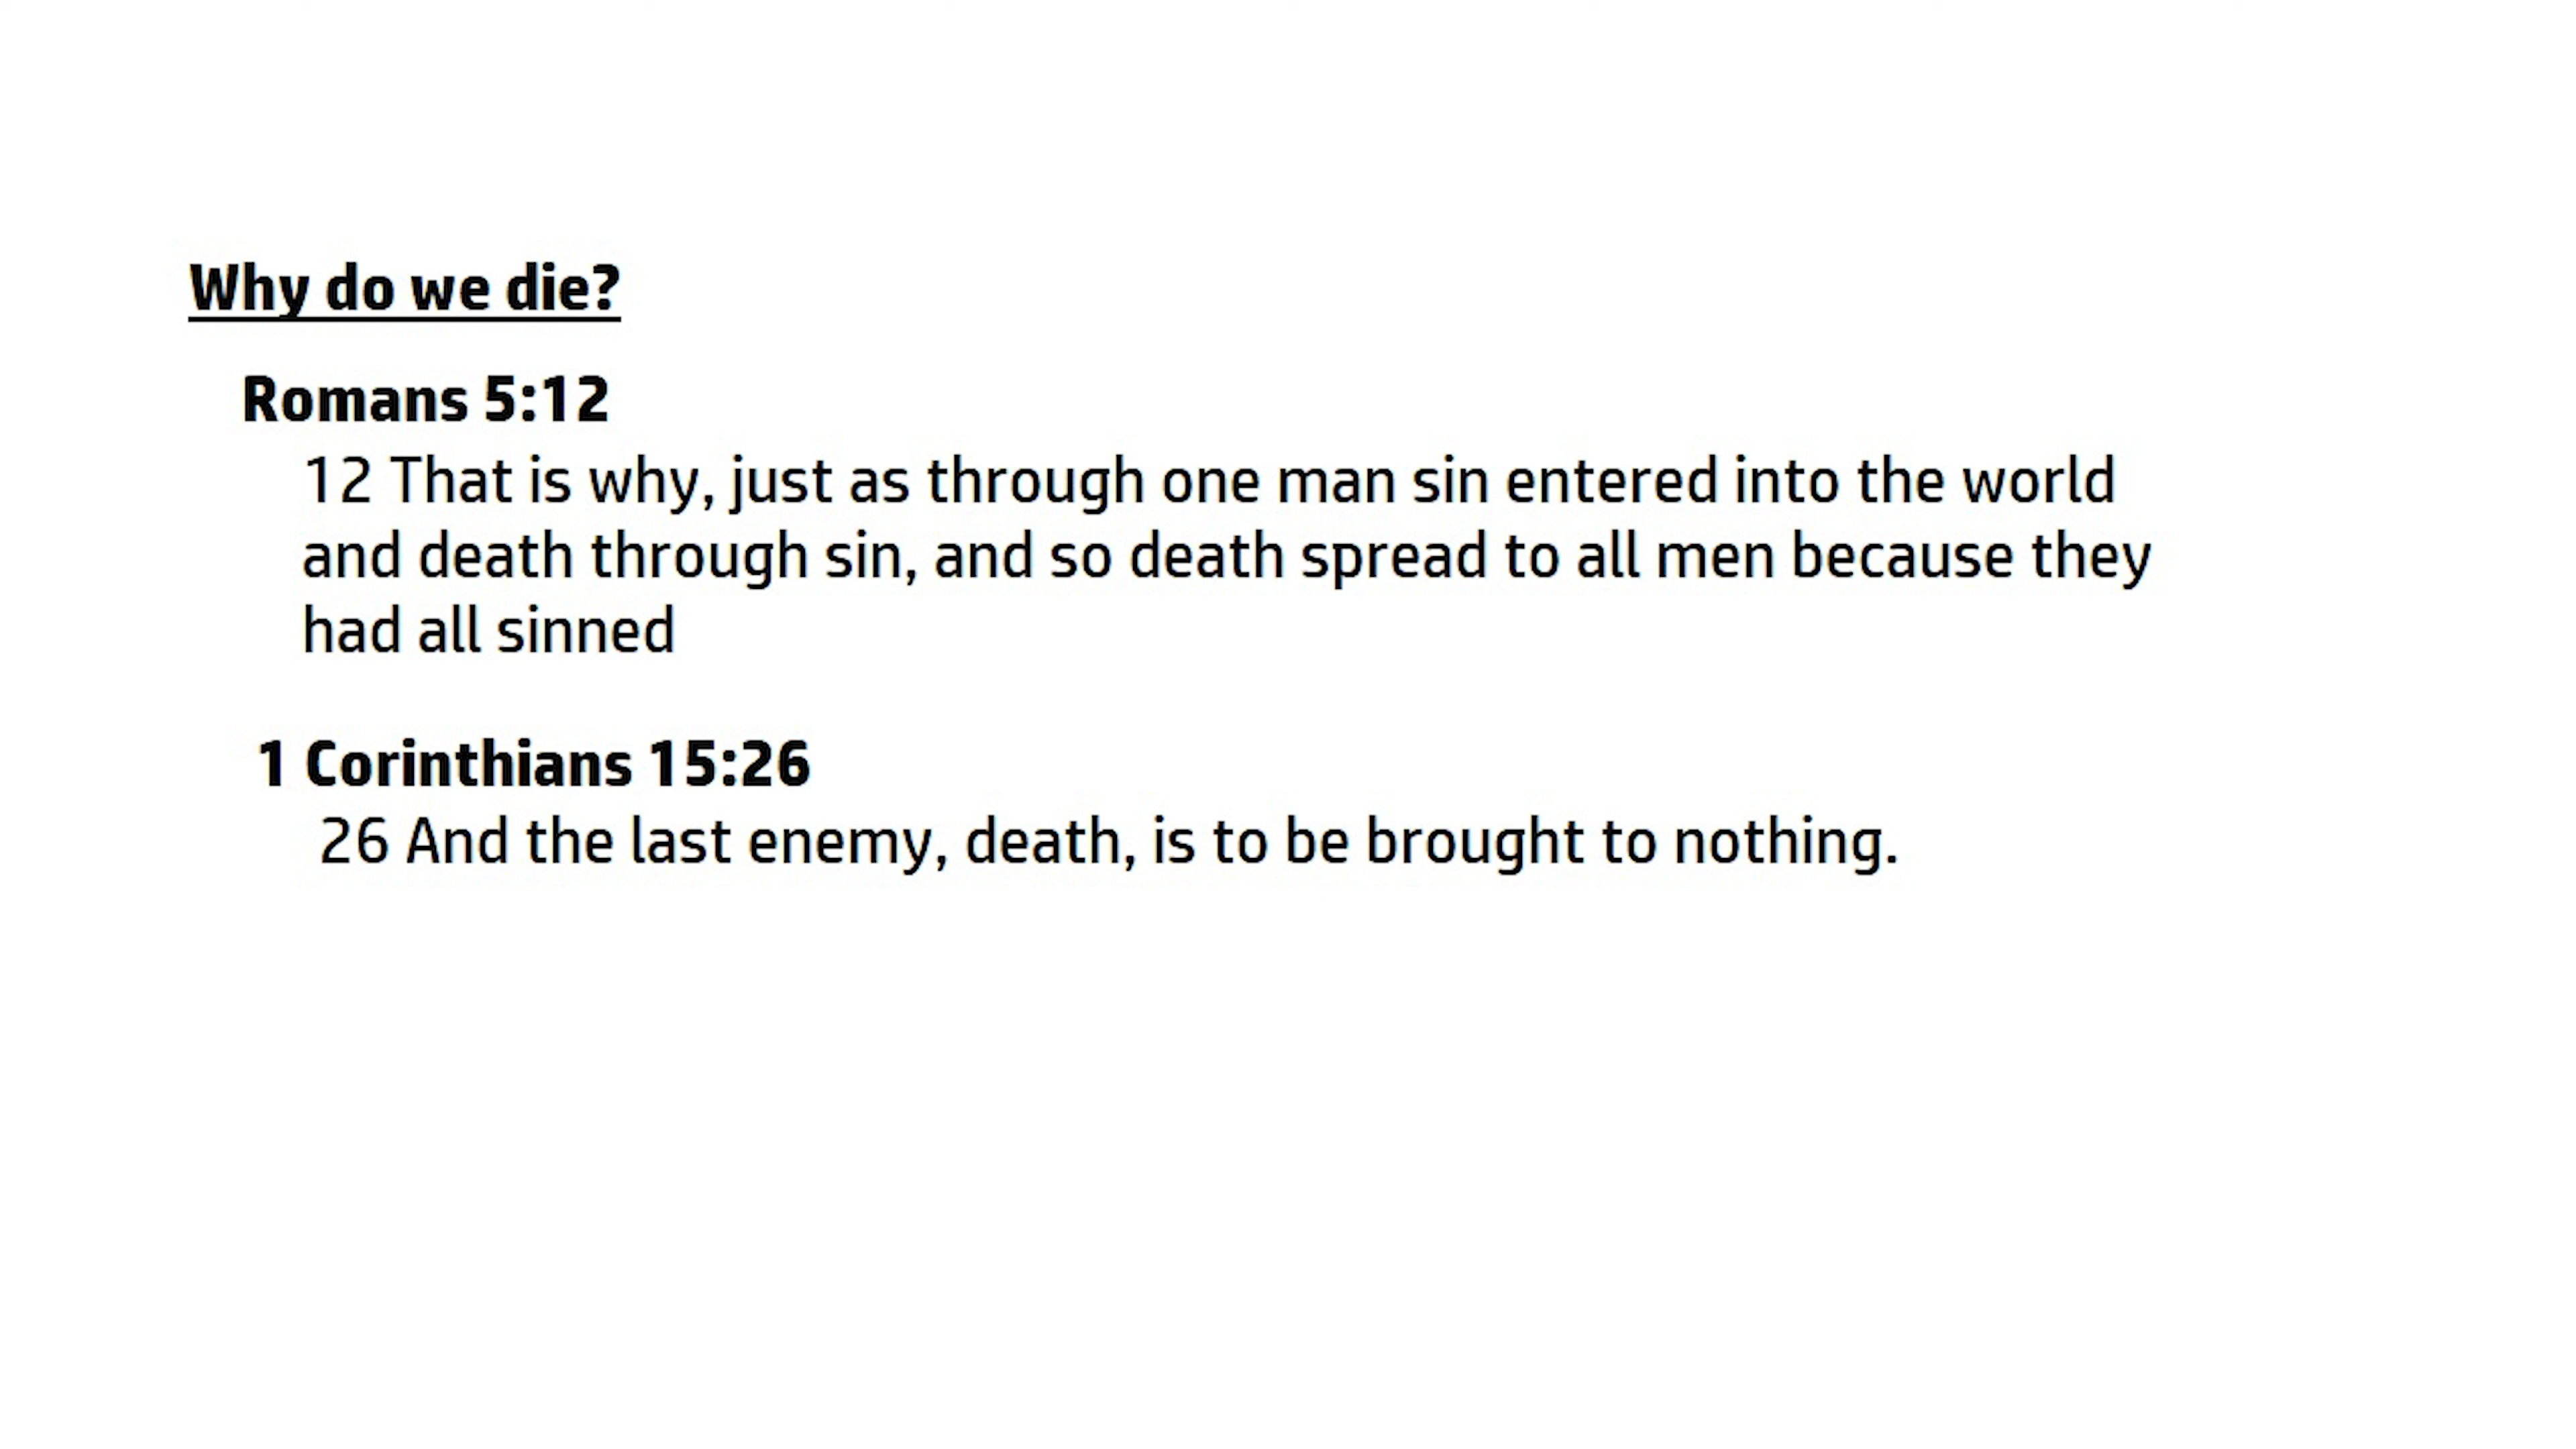 Why do we die?
Romans 5:12
12 That is why, just as through one man sin entered into the world
and death through sin, and so death spread to all men because they
had all sinned
1 Corinthians 15:26
26 And the last enemy, death, is to be brought to nothing.